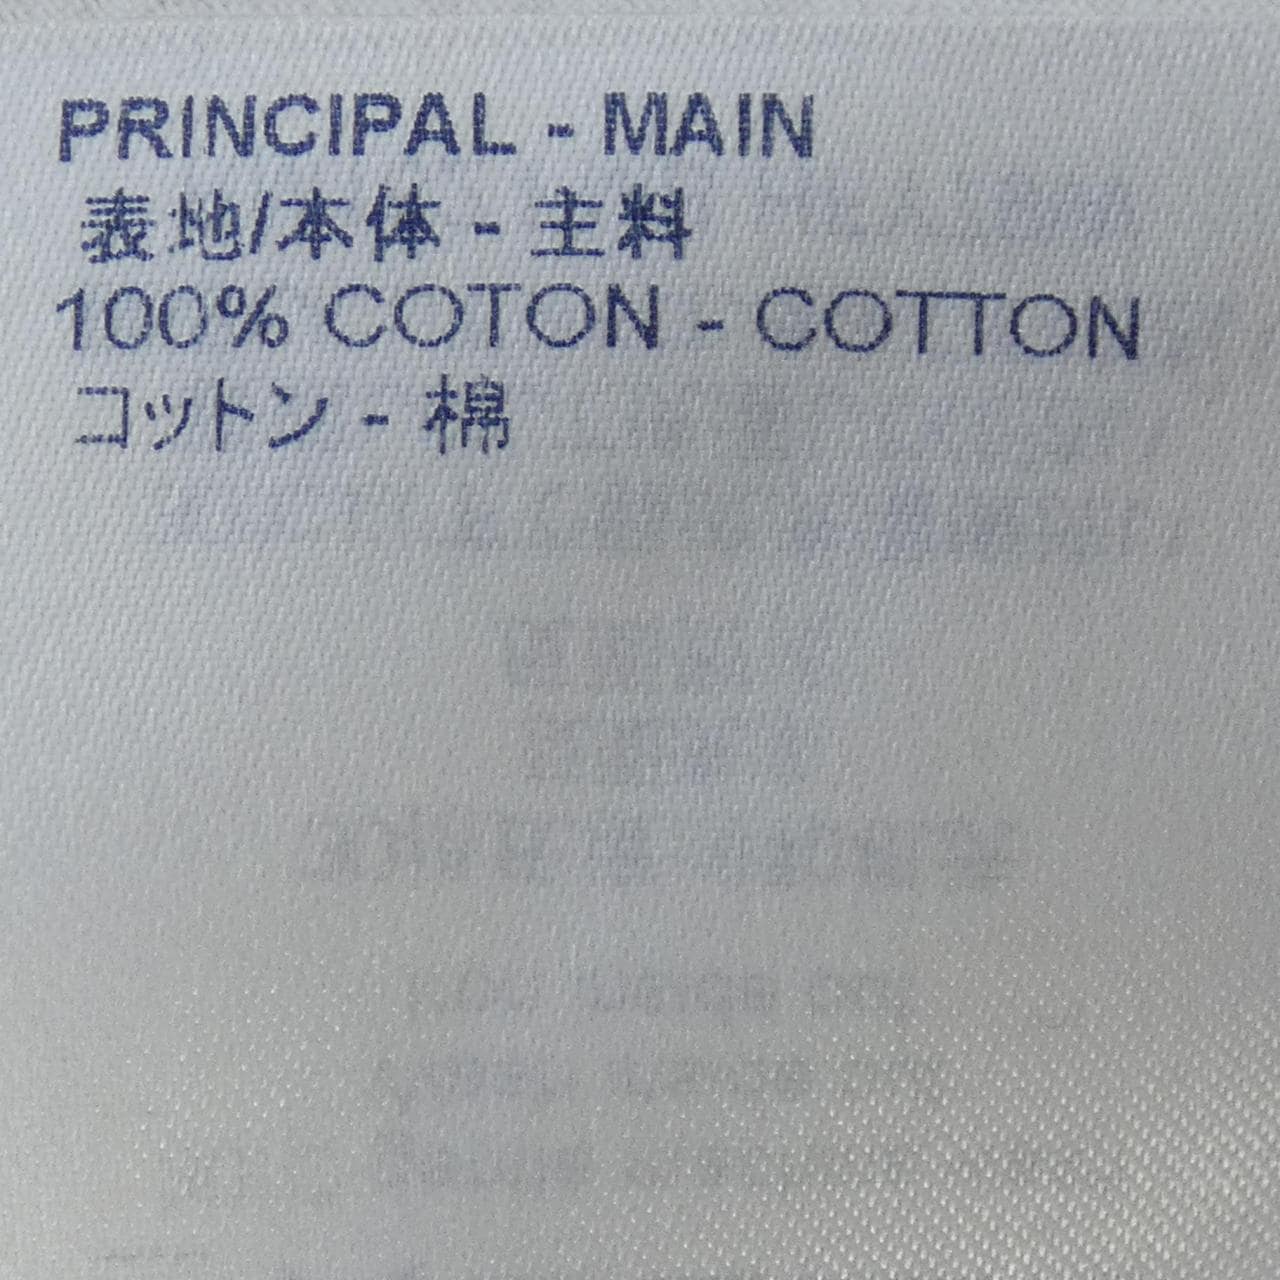 PRINCIPAL - MAIN
表地/本体 - 主料
100% COTON - COTTON
コットン - 棉